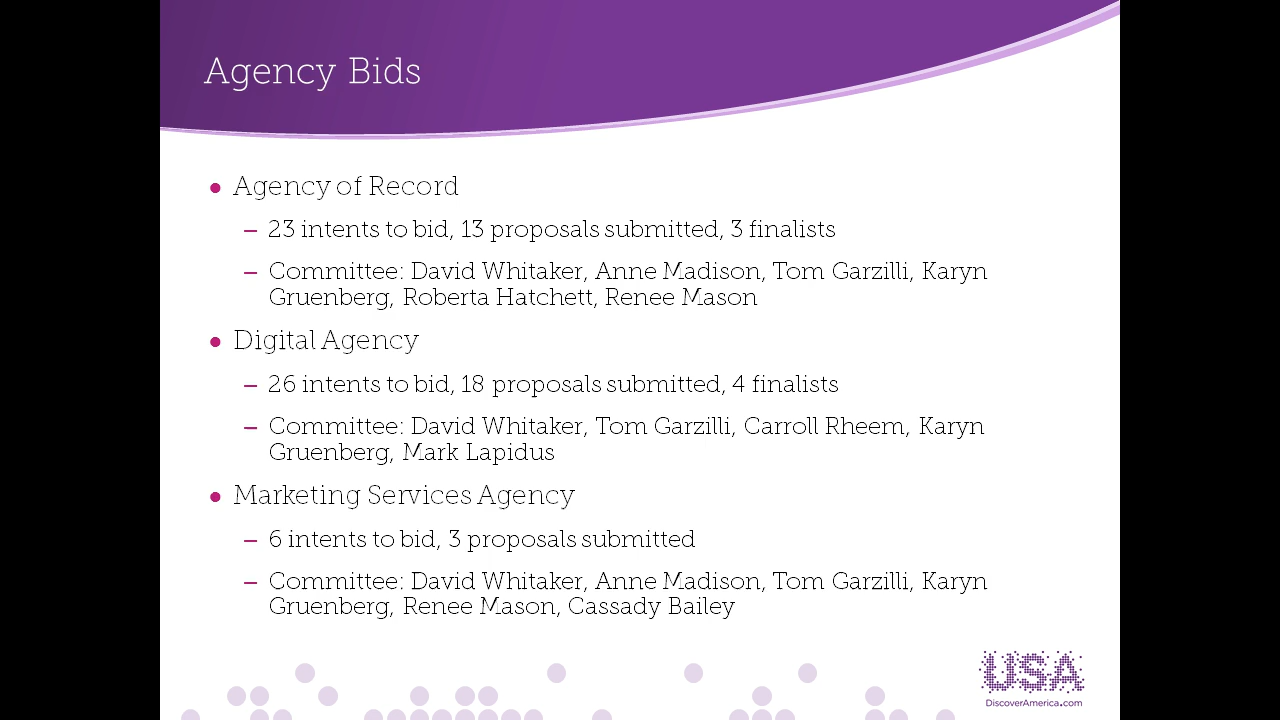 Agency Bids
• Agency of Record
– 23 intents to bid, 13 proposals submitted, 3 finalists
– Committee: David Whitaker, Anne Madison, Tom Garzilli, Karyn
Gruenberg, Roberta Hatchett, Renee Mason
• Digital Agency
– 26 intents to bid, 18 proposals submitted, 4 finalists
– Committee: David Whitaker, Tom Garzilli, Carroll Rheem, Karyn
Gruenberg, Mark Lapidus
• Marketing Services Agency
– 6 intents to bid, 3 proposals submitted
– Committee: David Whitaker, Anne Madison, Tom Garzilli, Karyn
Gruenberg, Renee Mason, Cassady Bailey
USA
DiscoverAmerica.com